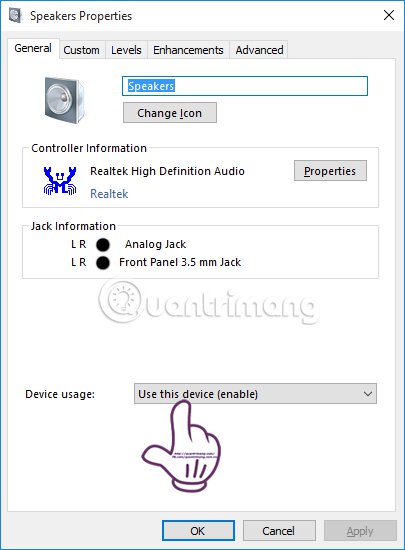 Speakers Properties
General Custom Levels Enhancements Advanced
Speakers
Change Icon
Controller Information
Realtek High Definition Audio
Properties
Realtek
Jack Information
L R Analog Jack
L R Front Panel 3.5 mm Jack
Quantrimang
Device usage: Use this device (enable)
OK Cancel Apply